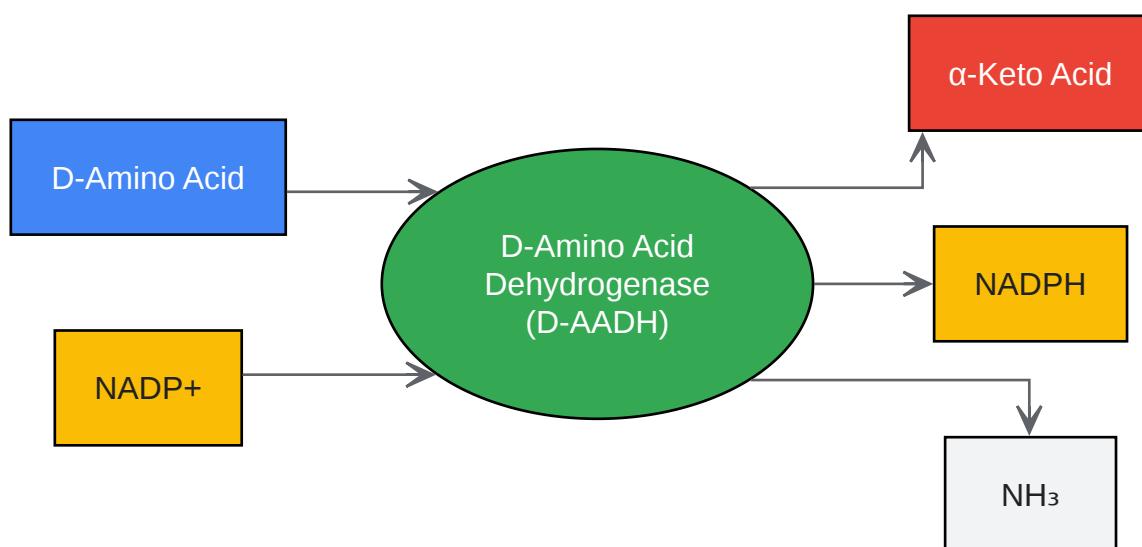 α-Keto Acid
D-Amino Acid
D-Amino Acid
Dehydrogenase
(D-AADH)
NADPH
NADP+
NH₃